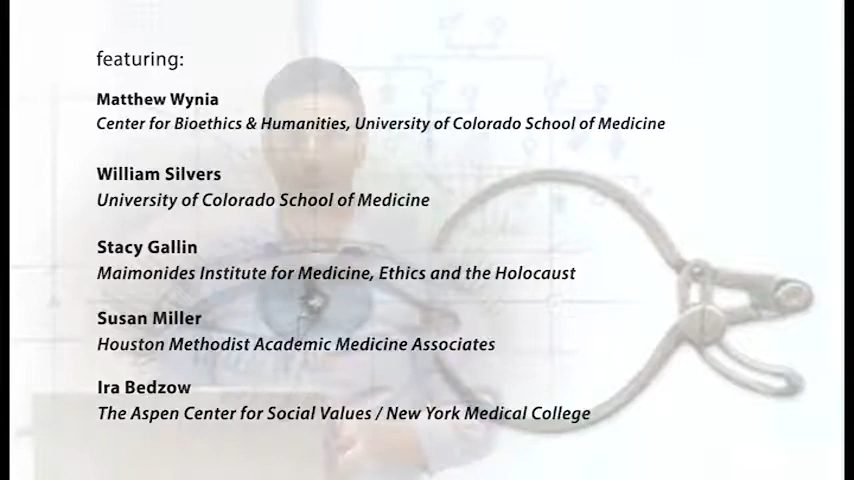 featuring:
Matthew Wynia
Center for Bioethics & Humanities, University of Colorado School of Medicine
William Silvers
University of Colorado School of Medicine
Stacy Gallin
Maimonides Institute for Medicine, Ethics and the Holocaust
Susan Miller
Houston Methodist Academic Medicine Associates
Ira Bedzow
The Aspen Center for Social Values / New York Medical College